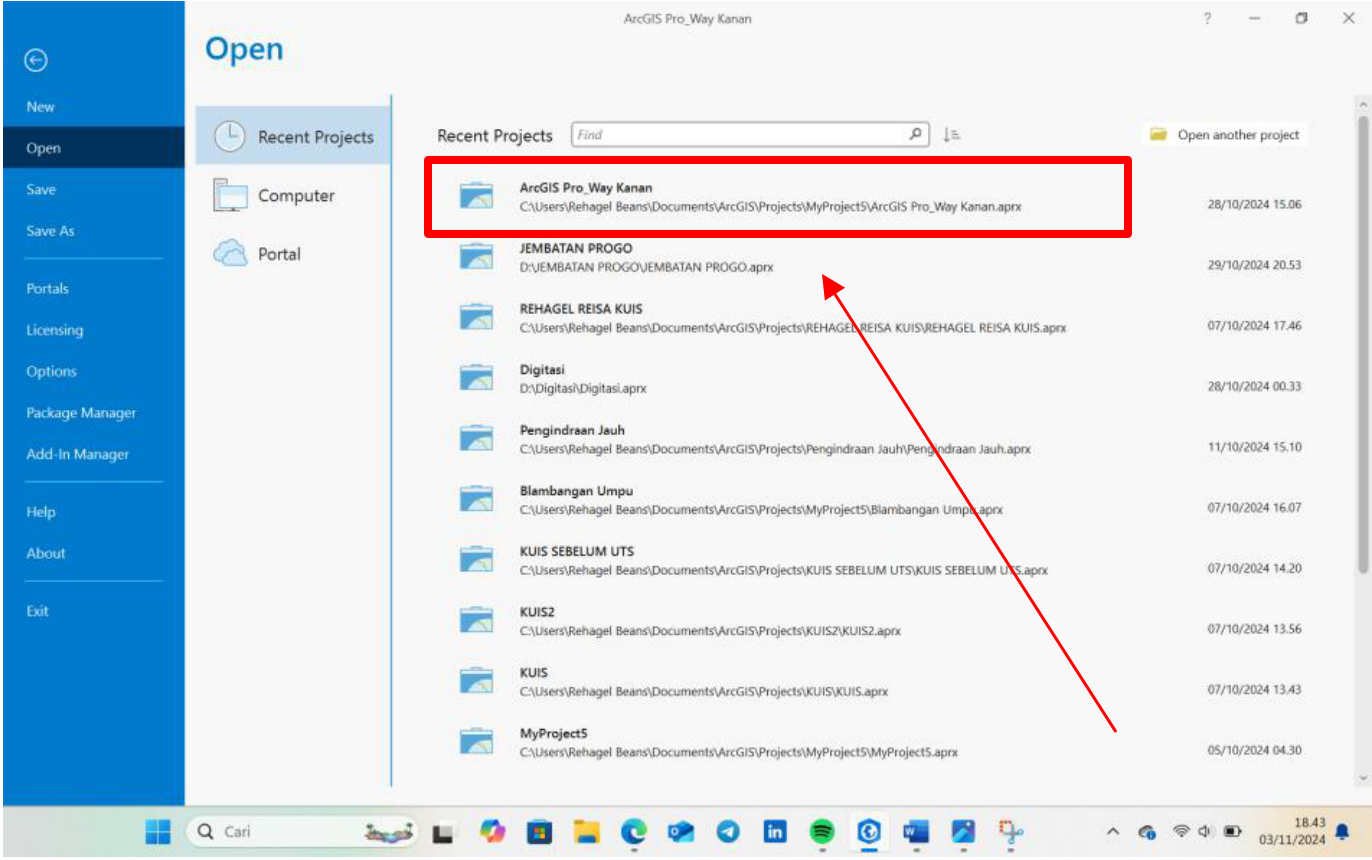 ArcGIS Pro_Way Kanan
?
Open
New
Open
Save
Save As
Portals
Licensing
Options
Package Manager
Add-In Manager
Help
About
Exit
Recent Projects
Computer
Portal
Recent Projects
Find
Open another project
ArcGIS Pro_Way Kanan
C:\Users\Rehagel Beans\Documents\ArcGIS\Projects\MyProject5\ArcGIS Pro_Way Kanan.aprx
28/10/2024 15.06
JEMBATAN PROGO
D:\JEMBATAN PROGO\JEMBATAN PROGO.aprx
29/10/2024 20.53
REHAGEL REISA KUIS
C:\Users\Rehagel Beans\Documents\ArcGIS\Projects\REHAGEL REISA KUIS\REHAGEL REISA KUIS.aprx
07/10/2024 17.46
Digitasi
D:\Digitasi\Digitasi.aprx
28/10/2024 00.33
Pengindraan Jauh
C:\Users\Rehagel Beans\Documents\ArcGIS\Projects\Pengindraan Jauh\Pengindraan Jauh.aprx
11/10/2024 15.10
Blambangan Umpu
C:\Users\Rehagel Beans\Documents\ArcGIS\Projects\MyProject5\Blambangan Umpu.aprx
07/10/2024 16.07
KUIS SEBELUM UTS
C:\Users\Rehagel Beans\Documents\ArcGIS\Projects\KUIS SEBELUM UTS\KUIS SEBELUM UTS.aprx
07/10/2024 14.20
KUIS2
C:\Users\Rehagel Beans\Documents\ArcGIS\Projects\KUIS2\KUIS2.aprx
07/10/2024 13.56
KUIS
C:\Users\Rehagel Beans\Documents\ArcGIS\Projects\KUIS\KUIS.aprx
07/10/2024 13.43
MyProject5
C:\Users\Rehagel Beans\Documents\ArcGIS\Projects\MyProject5\MyProject5.aprx
05/10/2024 04.30
Cari
in
W
18.43
03/11/2024